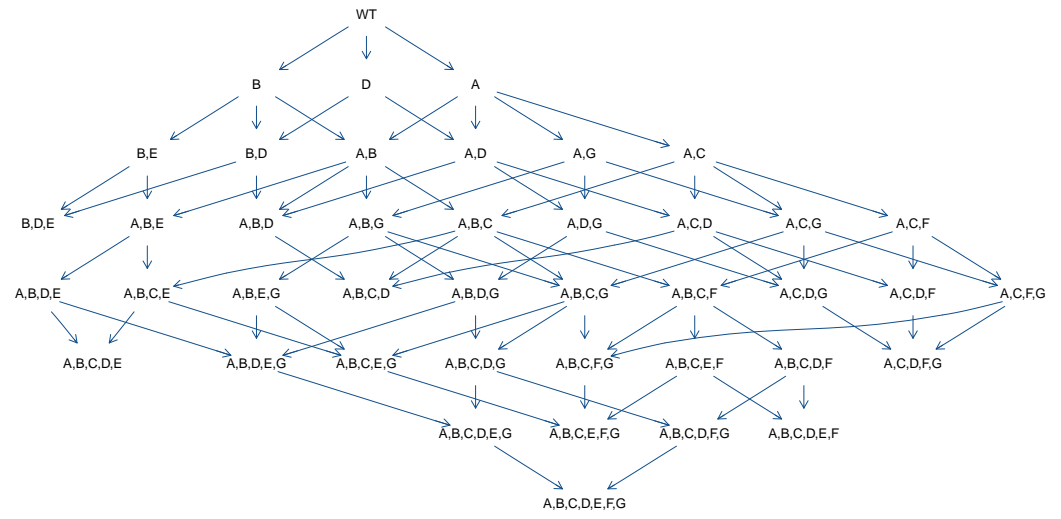 WT
B D A
B,E B,D A,B A,D A,G A,C
B,D,E A,B,E A,B,D A,B,G A,B,C A,D,G A,C,D A,C,G A,C,F
A,B,D,E A,B,C,E A,B,E,G A,B,C,D A,B,D,G A,B,C,G A,B,C,F A,C,D,G A,C,D,F A,C,F,G
A,B,C,D,E A,B,D,E,G A,B,C,E,G A,B,C,D,G A,B,C,F,G A,B,C,E,F A,B,C,D,F A,C,D,F,G
A,B,C,D,E,G A,B,C,E,F,G A,B,C,D,F,G A,B,C,D,E,F
A,B,C,D,E,F,G